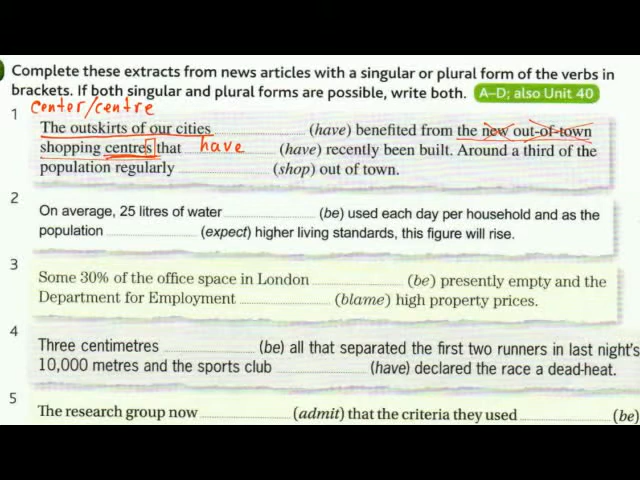 Complete these extracts from news articles with a singular or plural form of the verbs in
brackets. If both singular and plural forms are possible, write both. A–D; also Unit 40
center/centre
1
The outskirts of our cities ............ (have) benefited from the new out-of-town
shopping centres that have ............ (have) recently been built. Around a third of the
population regularly ............ (shop) out of town.
2
On average, 25 litres of water ............ (be) used each day per household and as the
population ............ (expect) higher living standards, this figure will rise.
3
Some 30% of the office space in London ............ (be) presently empty and the
Department for Employment ............ (blame) high property prices.
4
Three centimetres ............ (be) all that separated the first two runners in last night's
10,000 metres and the sports club ............ (have) declared the race a dead-heat.
5
The research group now ............ (admit) that the criteria they used ............ (be)